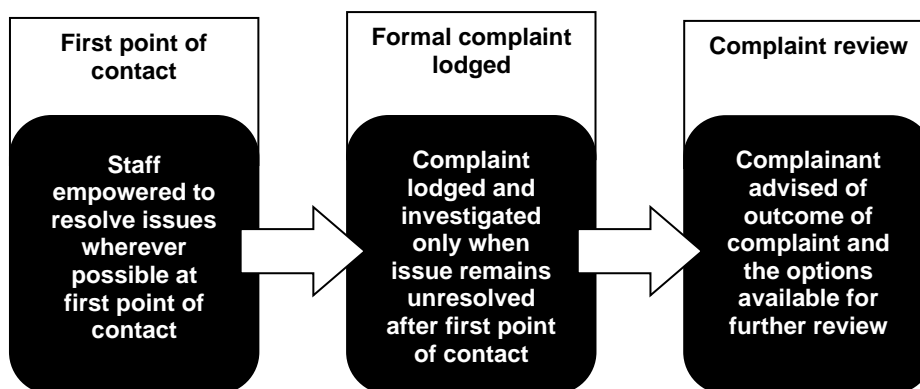 First point of
contact
Staff
empowered to
resolve issues
wherever
possible at
first point of
contact
Formal complaint
lodged
Complaint
lodged and
investigated
only when
issue remains
unresolved
after first point
of contact
Complaint review
Complainant
advised of
outcome of
complaint and
the options
available for
further review